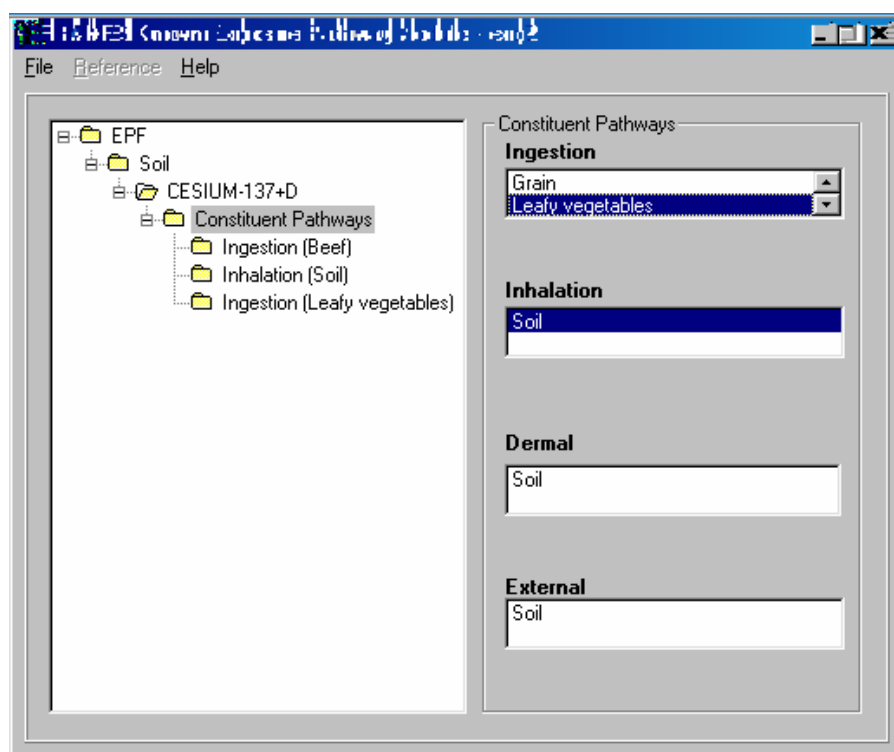 File Reference Help
EPF
Soil
CESIUM-137+D
Constituent Pathways
Ingestion (Beef)
Inhalation (Soil)
Ingestion (Leafy vegetables)
Constituent Pathways
Ingestion
Grain
Leafy vegetables
Inhalation
Soil
Dermal
Soil
External
Soil